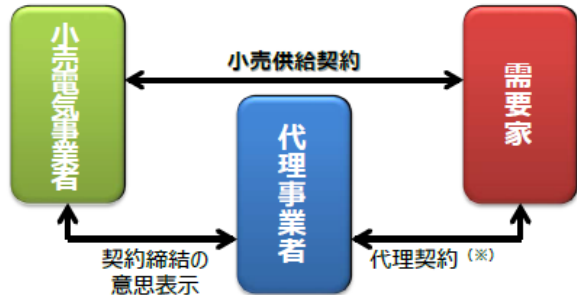 小売電気事業者
小売供給契約
需要家
代理事業者
契約締結の
意思表示
代理契約（※）